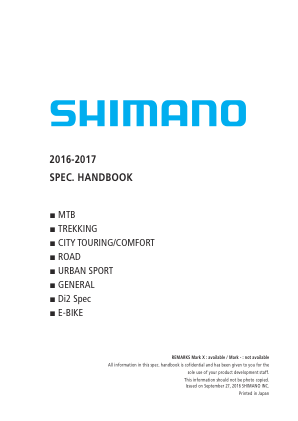 SHIMANO
2016-2017
SPEC. HANDBOOK
■ MTB
■ TREKKING
■ CITY TOURING/COMFORT
■ ROAD
■ URBAN SPORT
■ GENERAL
■ Di2 Spec
■ E-BIKE
REMARKS Mark X : available / Mark - : not available
All information in this spec. handbook is cofidential and has been given to you for the
sole use of your product development staff.
This information should not be photo copied.
Issued on September 27, 2016 SHIMANO INC.
Printed in Japan